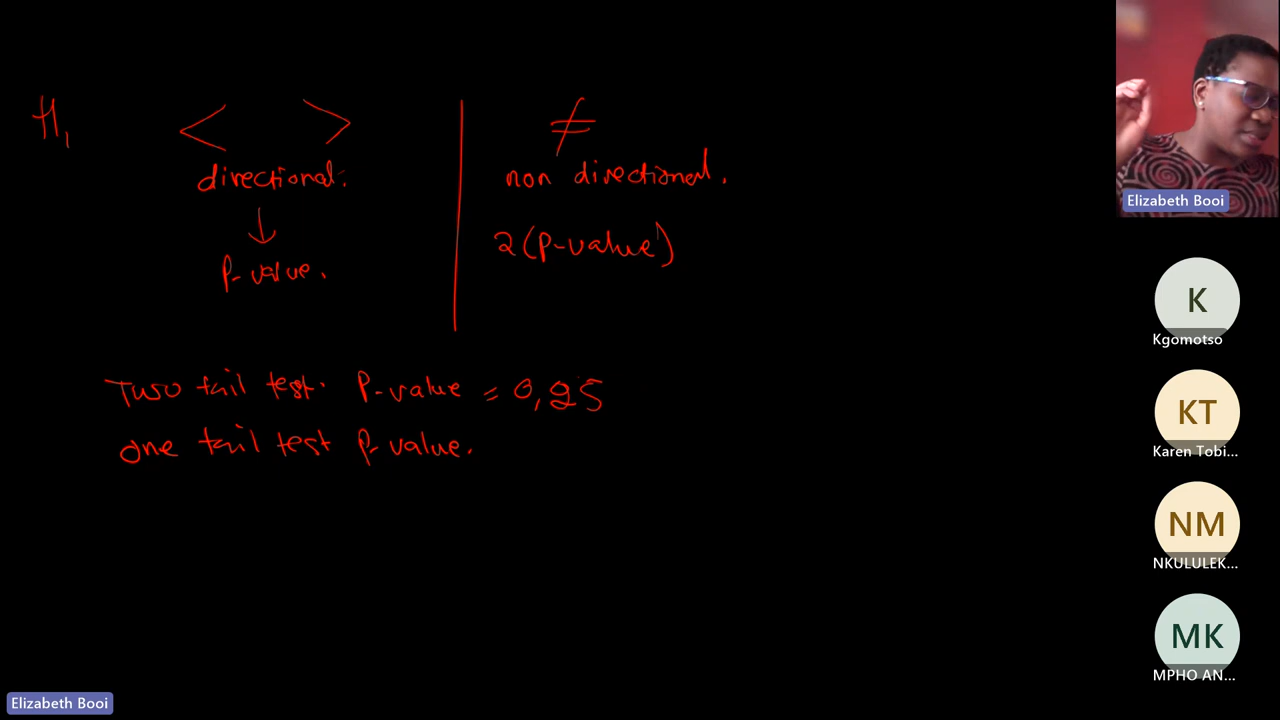 H₁ < > ≠
directional:
non directional.
↓
P-value.
2(P-value)
Two tail test. P-value = 0,25
one tail test p-value.
Elizabeth Booi
K
Kgomotso
KT
Karen Tobi...
NM
NKULULEK...
MK
MPHO AN...
Elizabeth Booi